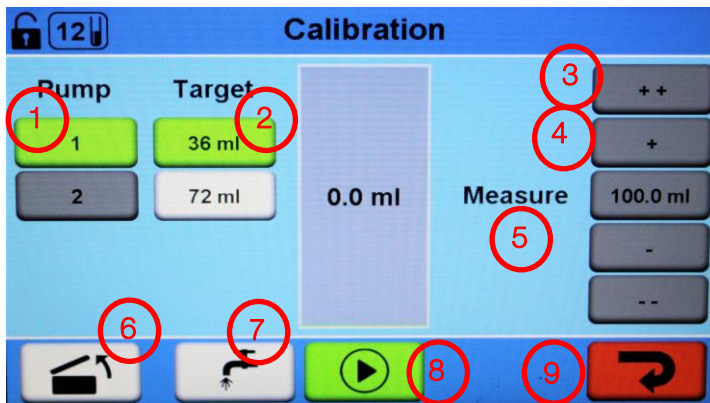 12 Calibration
Pump Target
1 36 ml
2 72 ml
0.0 ml
Measure
++
+
100.0 ml
-
--
1
2
3
4
5
6
7
8
9